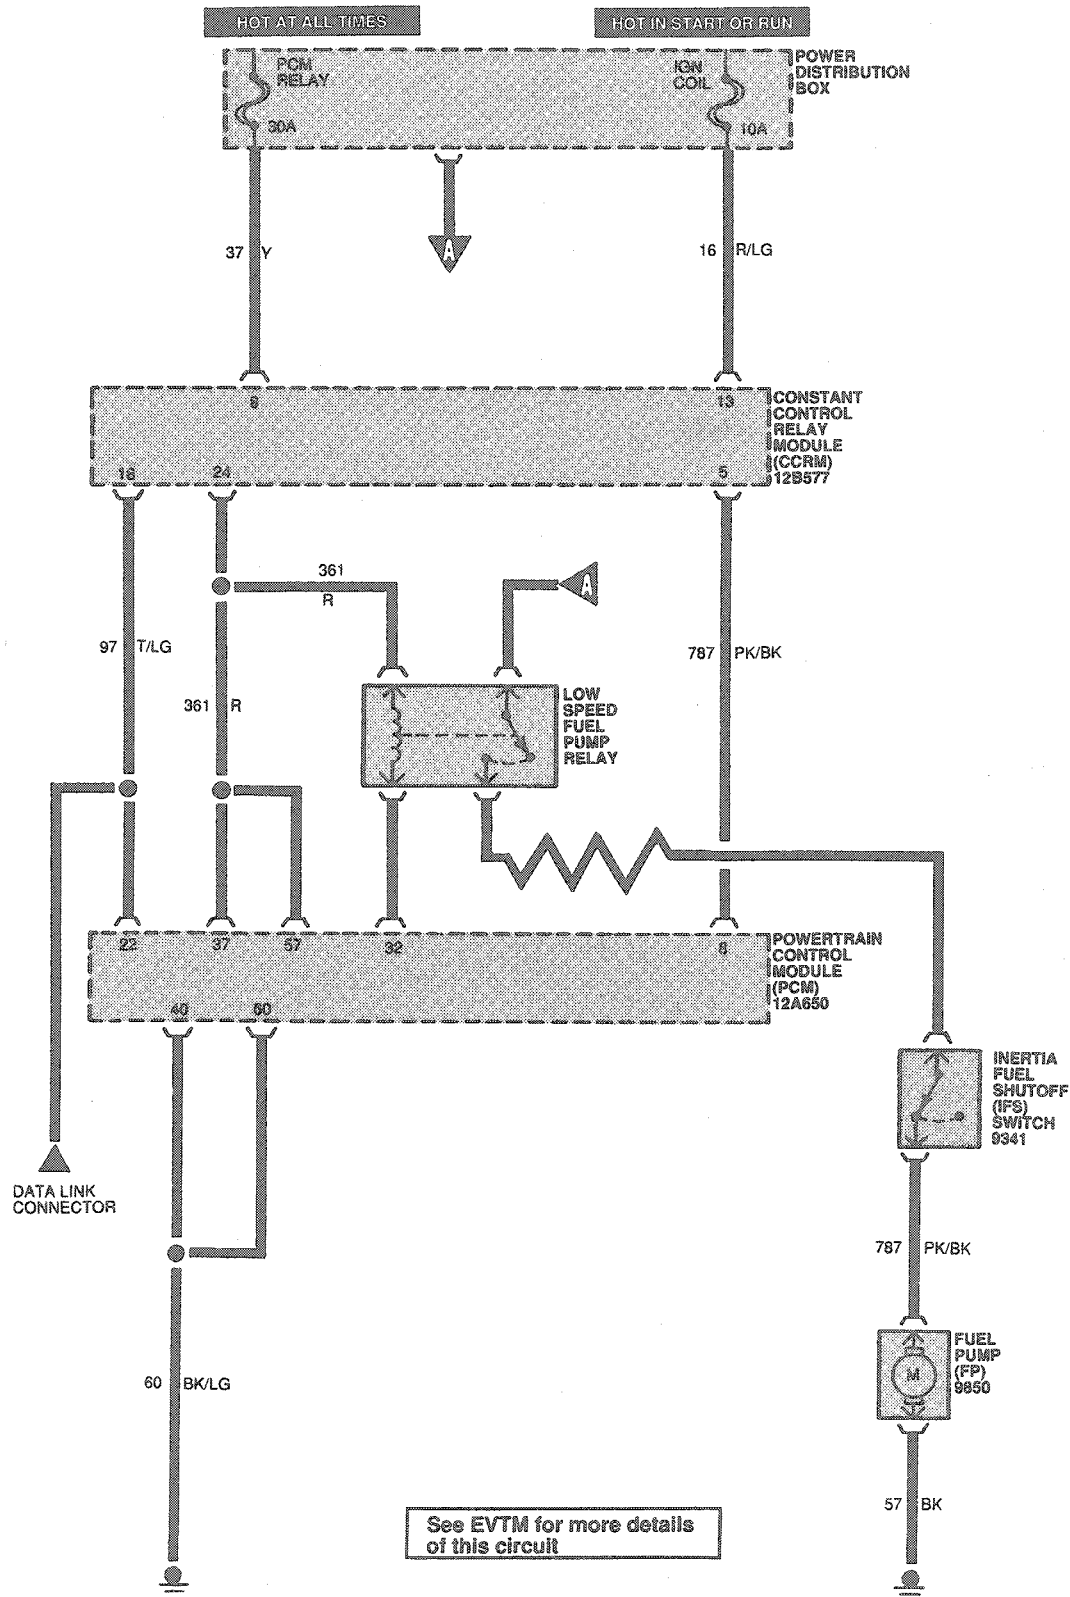 HOT AT ALL TIMES
HOT IN START OR RUN
PCM
RELAY
30A
IGN
COIL
10A
POWER
DISTRIBUTION
BOX
37 Y
A
16 R/LG
8
13
CONSTANT
CONTROL
RELAY
MODULE
(CCRM)
12B577
18
24
5
361
R
A
97 T/LG
787 PK/BK
361 R
LOW
SPEED
FUEL
PUMP
RELAY
22
37
57
32
8
POWERTRAIN
CONTROL
MODULE
(PCM)
12A650
40
60
INERTIA
FUEL
SHUTOFF
(IFS)
SWITCH
9341
DATA LINK
CONNECTOR
787 PK/BK
FUEL
PUMP
(FP)
9850
M
60 BK/LG
57 BK
See EVTM for more details
of this circuit